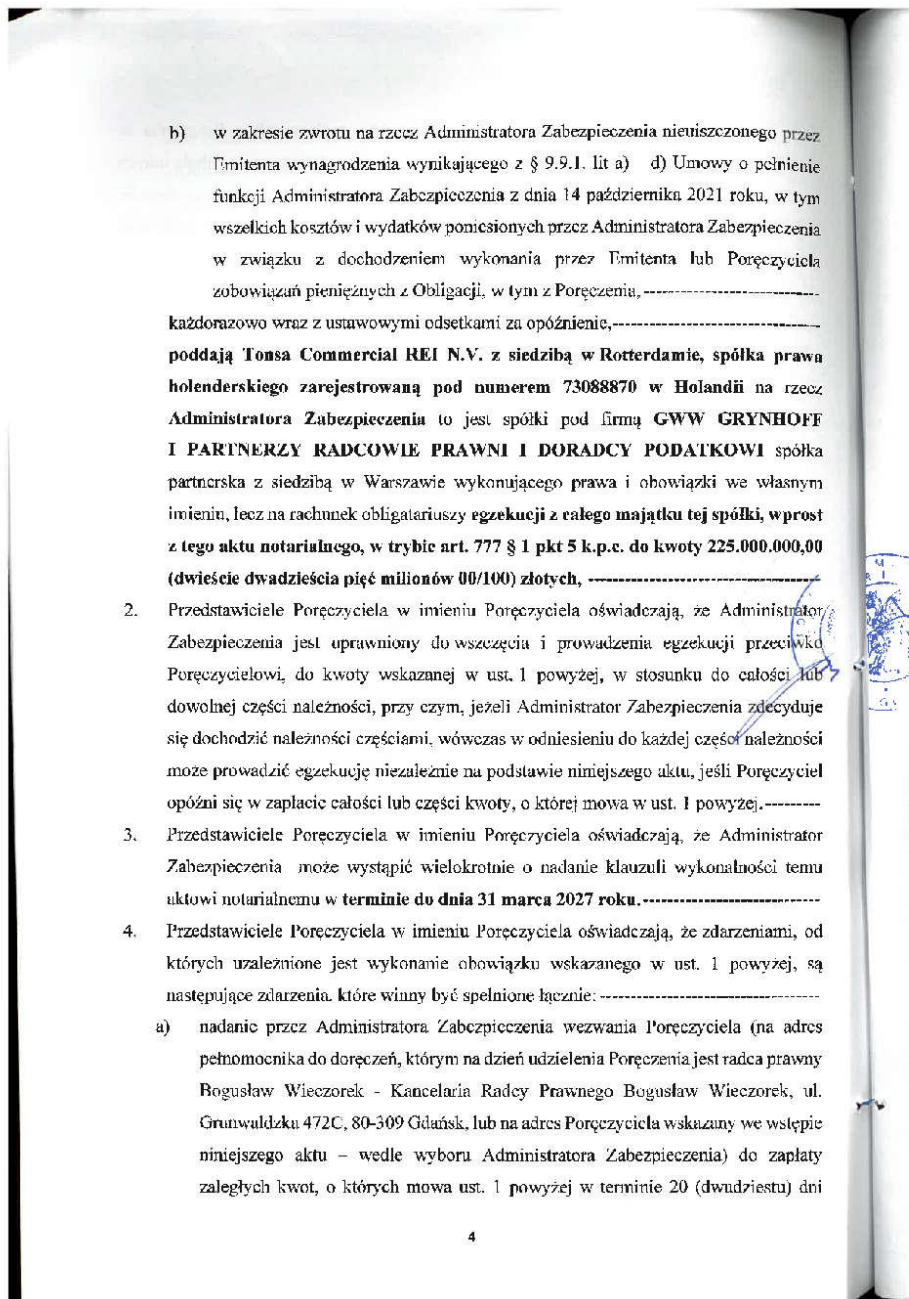 b) w zakresie zwrotu na rzecz Administratora Zabezpieczenia nieuiszczonego przez
Emitenta wynagrodzenia wynikającego z § 9.9.1. lit a) d) Umowy o pełnienie
funkcji Administratora Zabezpieczenia z dnia 14 października 2021 roku, w tym
wszelkich kosztów i wydatków poniesionych przez Administratora Zabezpieczenia
w związku z dochodzeniem wykonania przez Emitenta lub Poręczyciela
zobowiązań pieniężnych z Obligacji, w tym z Poręczenia,----------------------------
każdorazowo wraz z ustawowymi odsetkami za opóźnienie,---------------------------------
poddają Tonsa Commercial REI N.V. z siedzibą w Rotterdamie, spółka prawa
holenderskiego zarejestrowaną pod numerem 73088870 w Holandii na rzecz
Administratora Zabezpieczenia to jest spółki pod firmą GWW GRYNHOFF
I PARTNERZY RADCOWIE PRAWNI I DORADCY PODATKOWI spółka
partnerska z siedzibą w Warszawie wykonującego prawa i obowiązki we własnym
imieniu, lecz na rachunek obligatariuszy egzekucji z całego majątku tej spółki, wprost
z tego aktu notarialnego, w trybie art. 777 § 1 pkt 5 k.p.c. do kwoty 225.000.000,00
(dwieście dwadzieścia pięć milionów 00/100) złotych, -------------------------------------
2. Przedstawiciele Poręczyciela w imieniu Poręczyciela oświadczają, że Administrator
Zabezpieczenia jest uprawniony do wszczęcia i prowadzenia egzekucji przeciwko
Poręczycielowi, do kwoty wskazanej w ust. 1 powyżej, w stosunku do całości lub
dowolnej części należności, przy czym, jeżeli Administrator Zabezpieczenia zdecyduje
się dochodzić należności częściami, wówczas w odniesieniu do każdej części należności
może prowadzić egzekucję niezależnie na podstawie niniejszego aktu, jeśli Poręczyciel
opóźni się w zapłacie całości lub części kwoty, o której mowa w ust. 1 powyżej.---------
3. Przedstawiciele Poręczyciela w imieniu Poręczyciela oświadczają, że Administrator
Zabezpieczenia może wystąpić wielokrotnie o nadanie klauzuli wykonalności temu
aktowi notarialnemu w terminie do dnia 31 marca 2027 roku.----------------------------
4. Przedstawiciele Poręczyciela w imieniu Poręczyciela oświadczają, że zdarzeniami, od
których uzależnione jest wykonanie obowiązku wskazanego w ust. 1 powyżej, są
następujące zdarzenia. które winny być spełnione łącznie: -----------------------------------
a) nadanie przez Administratora Zabezpieczenia wezwania Poręczyciela (na adres
pełnomocnika do doręczeń, którym na dzień udzielenia Poręczenia jest radca prawny
Bogusław Wieczorek - Kancelaria Radcy Prawnego Bogusław Wieczorek, ul.
Grunwaldzka 472C, 80-309 Gdańsk, lub na adres Poręczyciela wskazany we wstępie
niniejszego aktu – wedle wyboru Administratora Zabezpieczenia) do zapłaty
zaległych kwot, o których mowa ust. 1 powyżej w terminie 20 (dwudziestu) dni
4